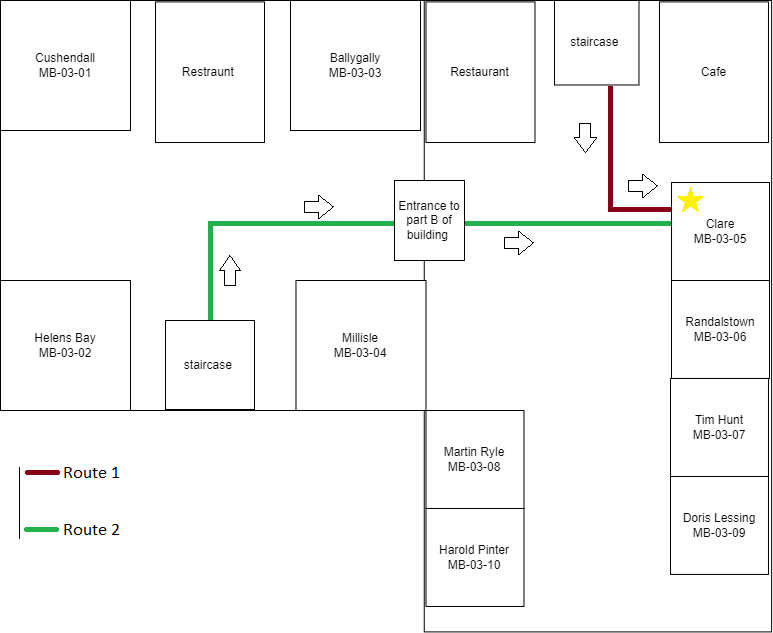 Cushendall
MB-03-01
Restraunt
Ballygally
MB-03-03
Restaurant
staircase
Cafe
Entrance to
part B of
building
Clare
MB-03-05
Helens Bay
MB-03-02
staircase
Millisle
MB-03-04
Randalstown
MB-03-06
Tim Hunt
MB-03-07
Martin Ryle
MB-03-08
Doris Lessing
MB-03-09
Harold Pinter
MB-03-10
Route 1
Route 2